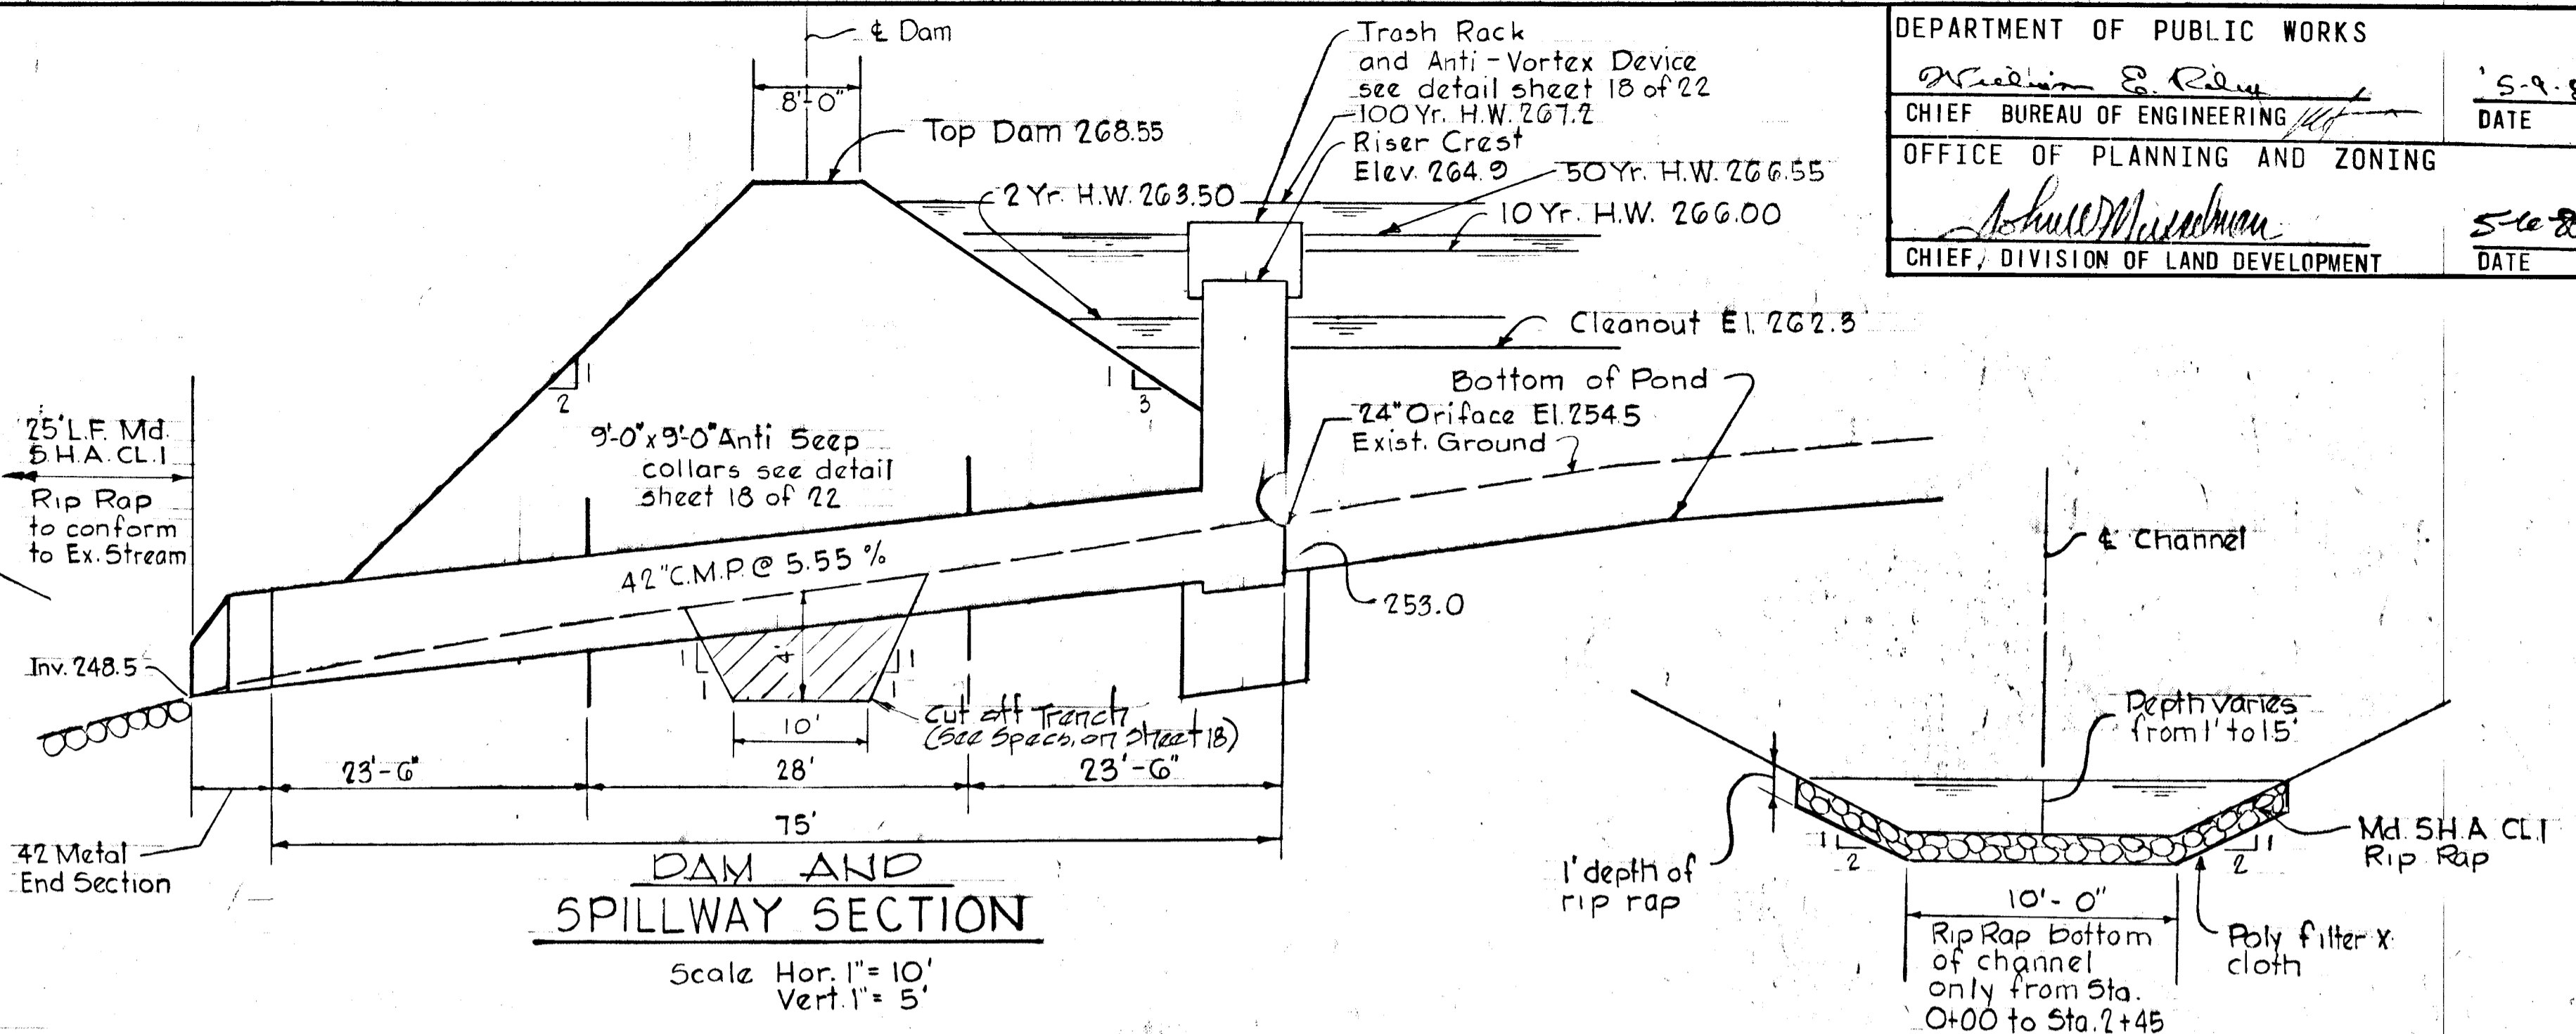 ℄ Dam
8'-0"
Top Dam 268.55
Trash Rack
and Anti-Vortex Device
see detail sheet 18 of 22
100 Yr. H.W. 267.2
Riser Crest
Elev. 264.9
50 Yr. H.W. 266.55
2 Yr. H.W. 263.50
10 Yr. H.W. 266.00
Cleanout El. 262.3
Bottom of Pond
24" Oriface El. 254.5
Exist. Ground
1
2
1
3
25' L.F. Md.
S.H.A. CL.I
Rip Rap
to conform
to Ex. Stream
9'-0"x9'-0" Anti Seep
collars see detail
sheet 18 of 22
42" C.M.P. @ 5.55 %
253.0
Inv. 248.5
4'
1
1
1
1
10'
Cut off Trench
(See Specs. on Sheet 18)
23'-6"
28'
23'-6"
75'
42 Metal
End Section
DAM AND
SPILLWAY SECTION
Scale Hor. 1" = 10'
Vert. 1" = 5'
DEPARTMENT OF PUBLIC WORKS
William E. Riley
CHIEF BUREAU OF ENGINEERING
DATE
OFFICE OF PLANNING AND ZONING
CHIEF, DIVISION OF LAND DEVELOPMENT
DATE
℄ Channel
Depth varies
from 1' to 1.5'
1' depth of
rip rap
1
2
1
2
Md. S.H.A. CL.I
Rip Rap
10'-0"
Rip Rap bottom
of channel
only from Sta.
0+00 to Sta. 2+45
Poly filter X
cloth